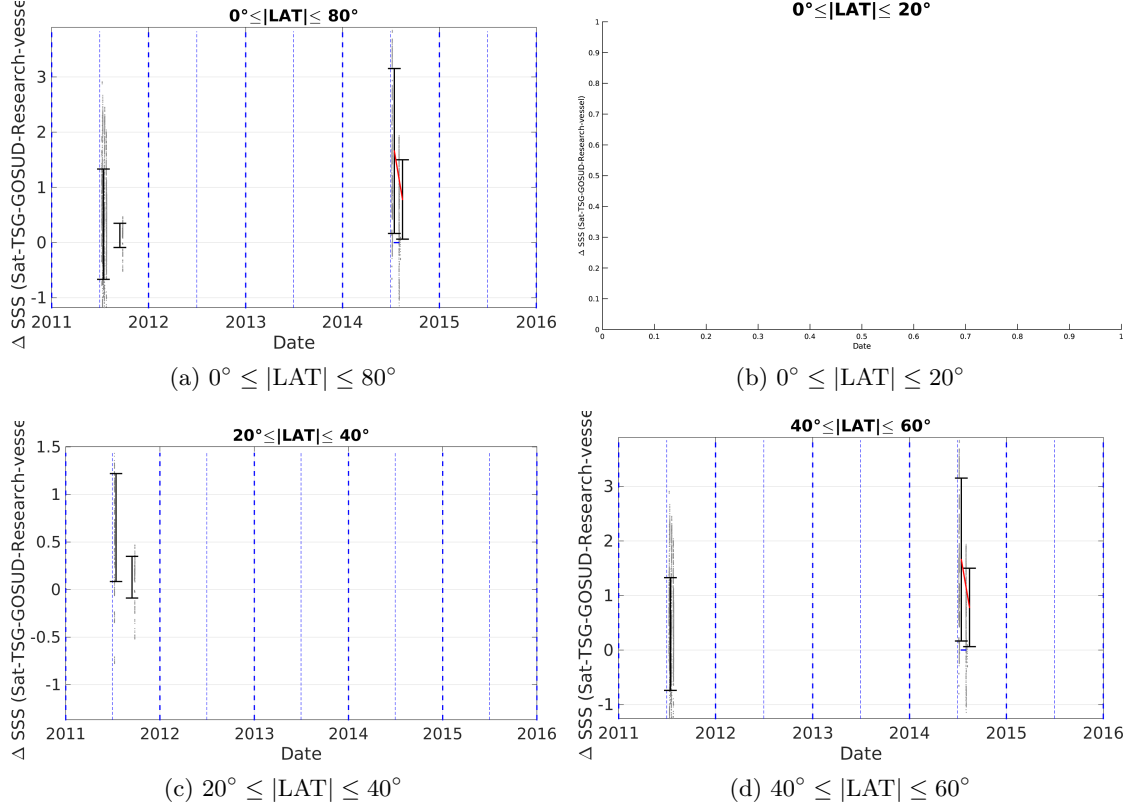 0°≤|LAT|≤ 80°
Δ SSS (Sat-TSG-GOSUD-Research-vesse
3
2
1
0
-1
2011 2012 2013 2014 2015 2016
Date
(a) 0° ≤ |LAT| ≤ 80°
0°≤|LAT|≤ 20°
Δ SSS (Sat-TSG-GOSUD-Research-vessel)
1
0.9
0.8
0.7
0.6
0.5
0.4
0.3
0.2
0.1
0
0 0.1 0.2 0.3 0.4 0.5 0.6 0.7 0.8 0.9 1
Date
(b) 0° ≤ |LAT| ≤ 20°
20°≤|LAT|≤ 40°
Δ SSS (Sat-TSG-GOSUD-Research-vesse
1.5
1
0.5
0
-0.5
-1
2011 2012 2013 2014 2015 2016
Date
(c) 20° ≤ |LAT| ≤ 40°
40°≤|LAT|≤ 60°
Δ SSS (Sat-TSG-GOSUD-Research-vesse
3
2
1
0
-1
2011 2012 2013 2014 2015 2016
Date
(d) 40° ≤ |LAT| ≤ 60°